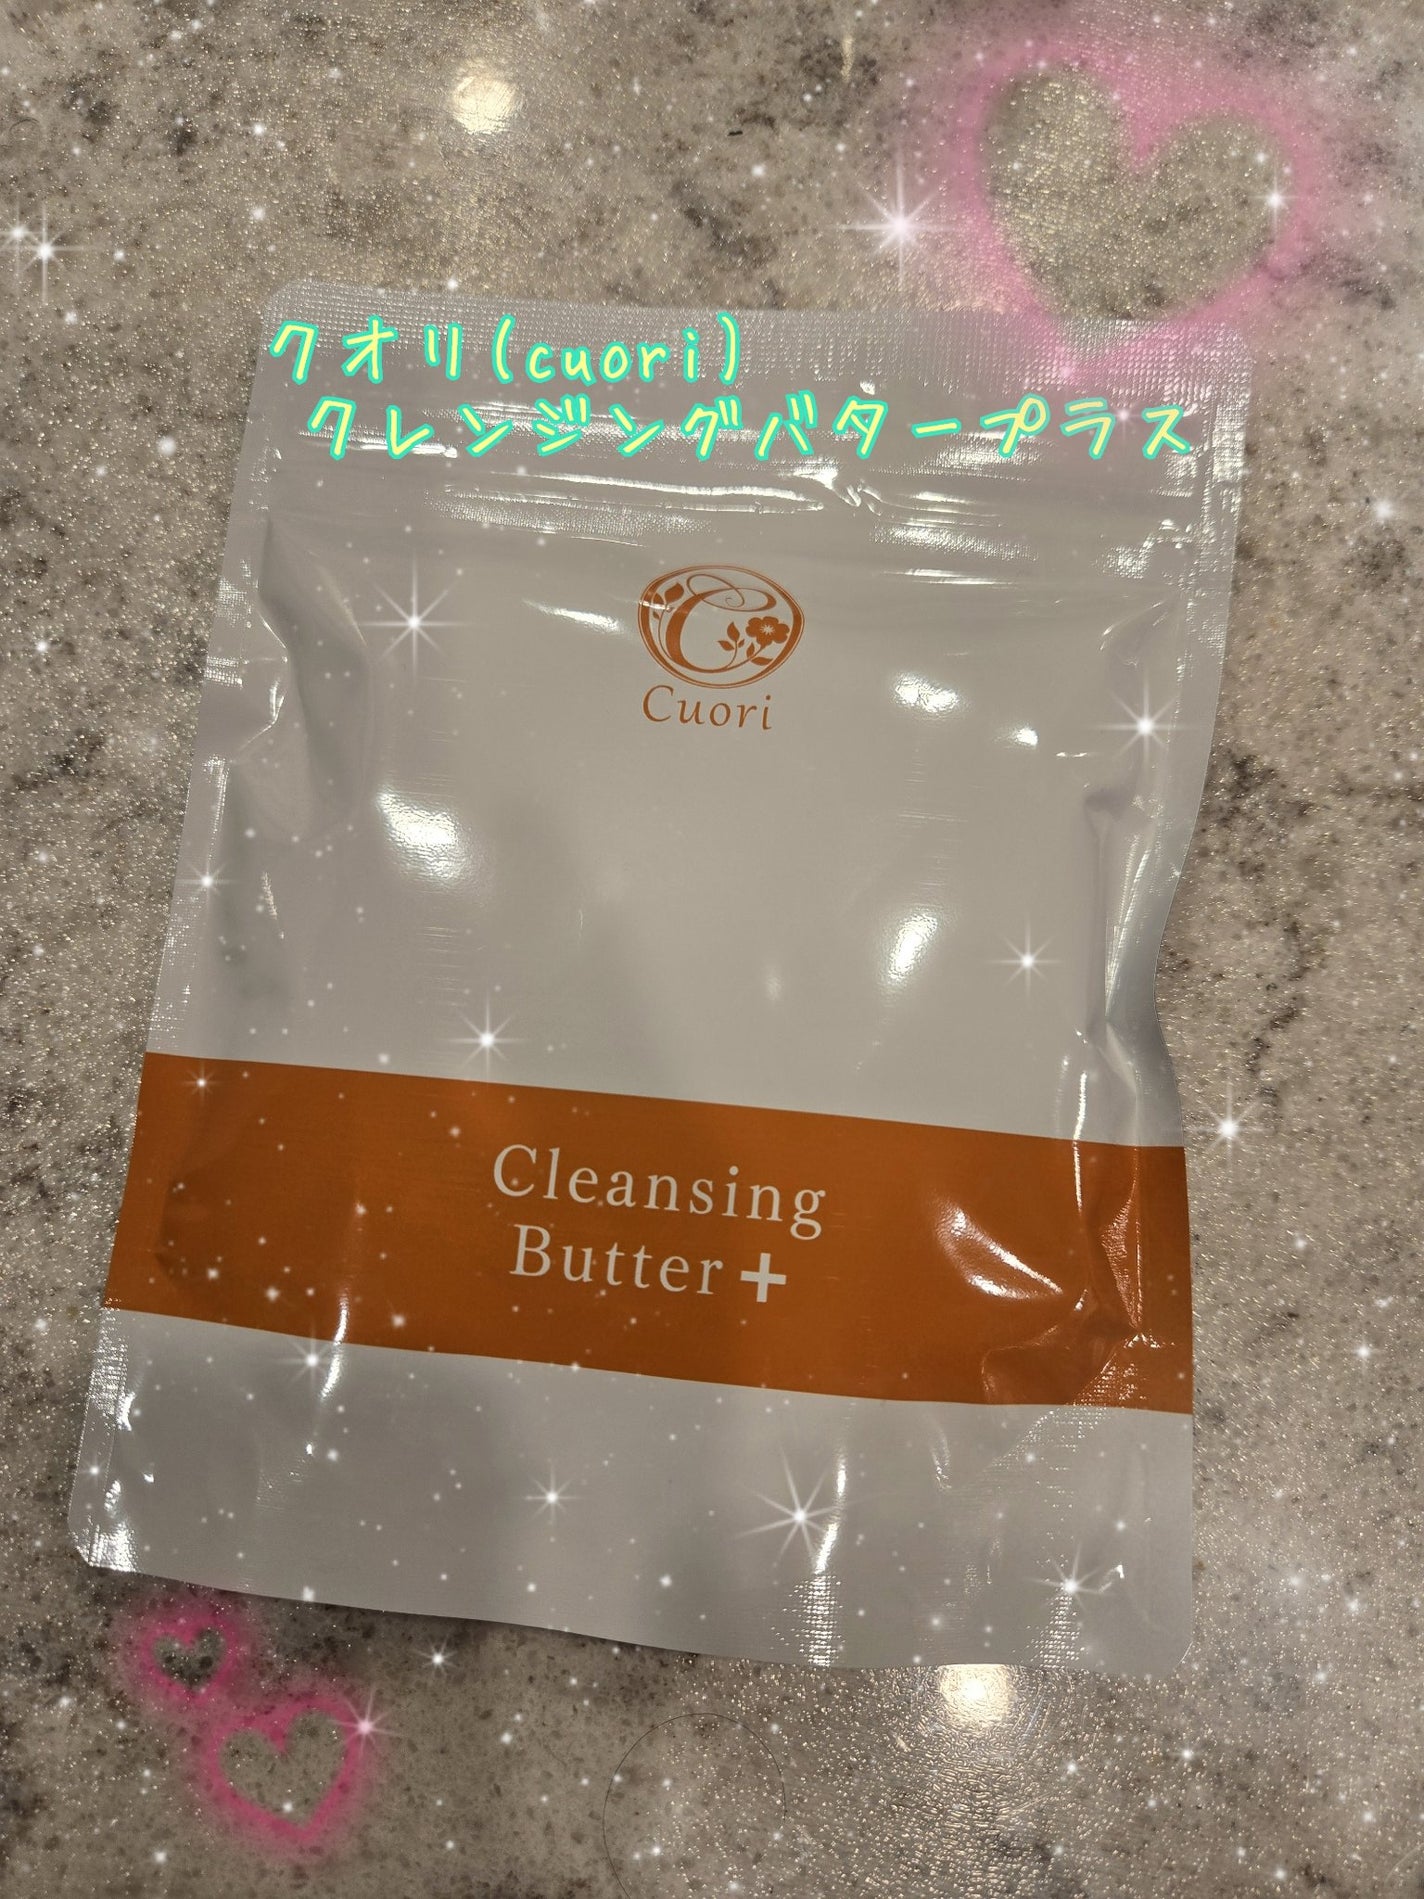 クオリ(cuori)
クレンジングバタープラス
Cuori
Cleansing
Butter+